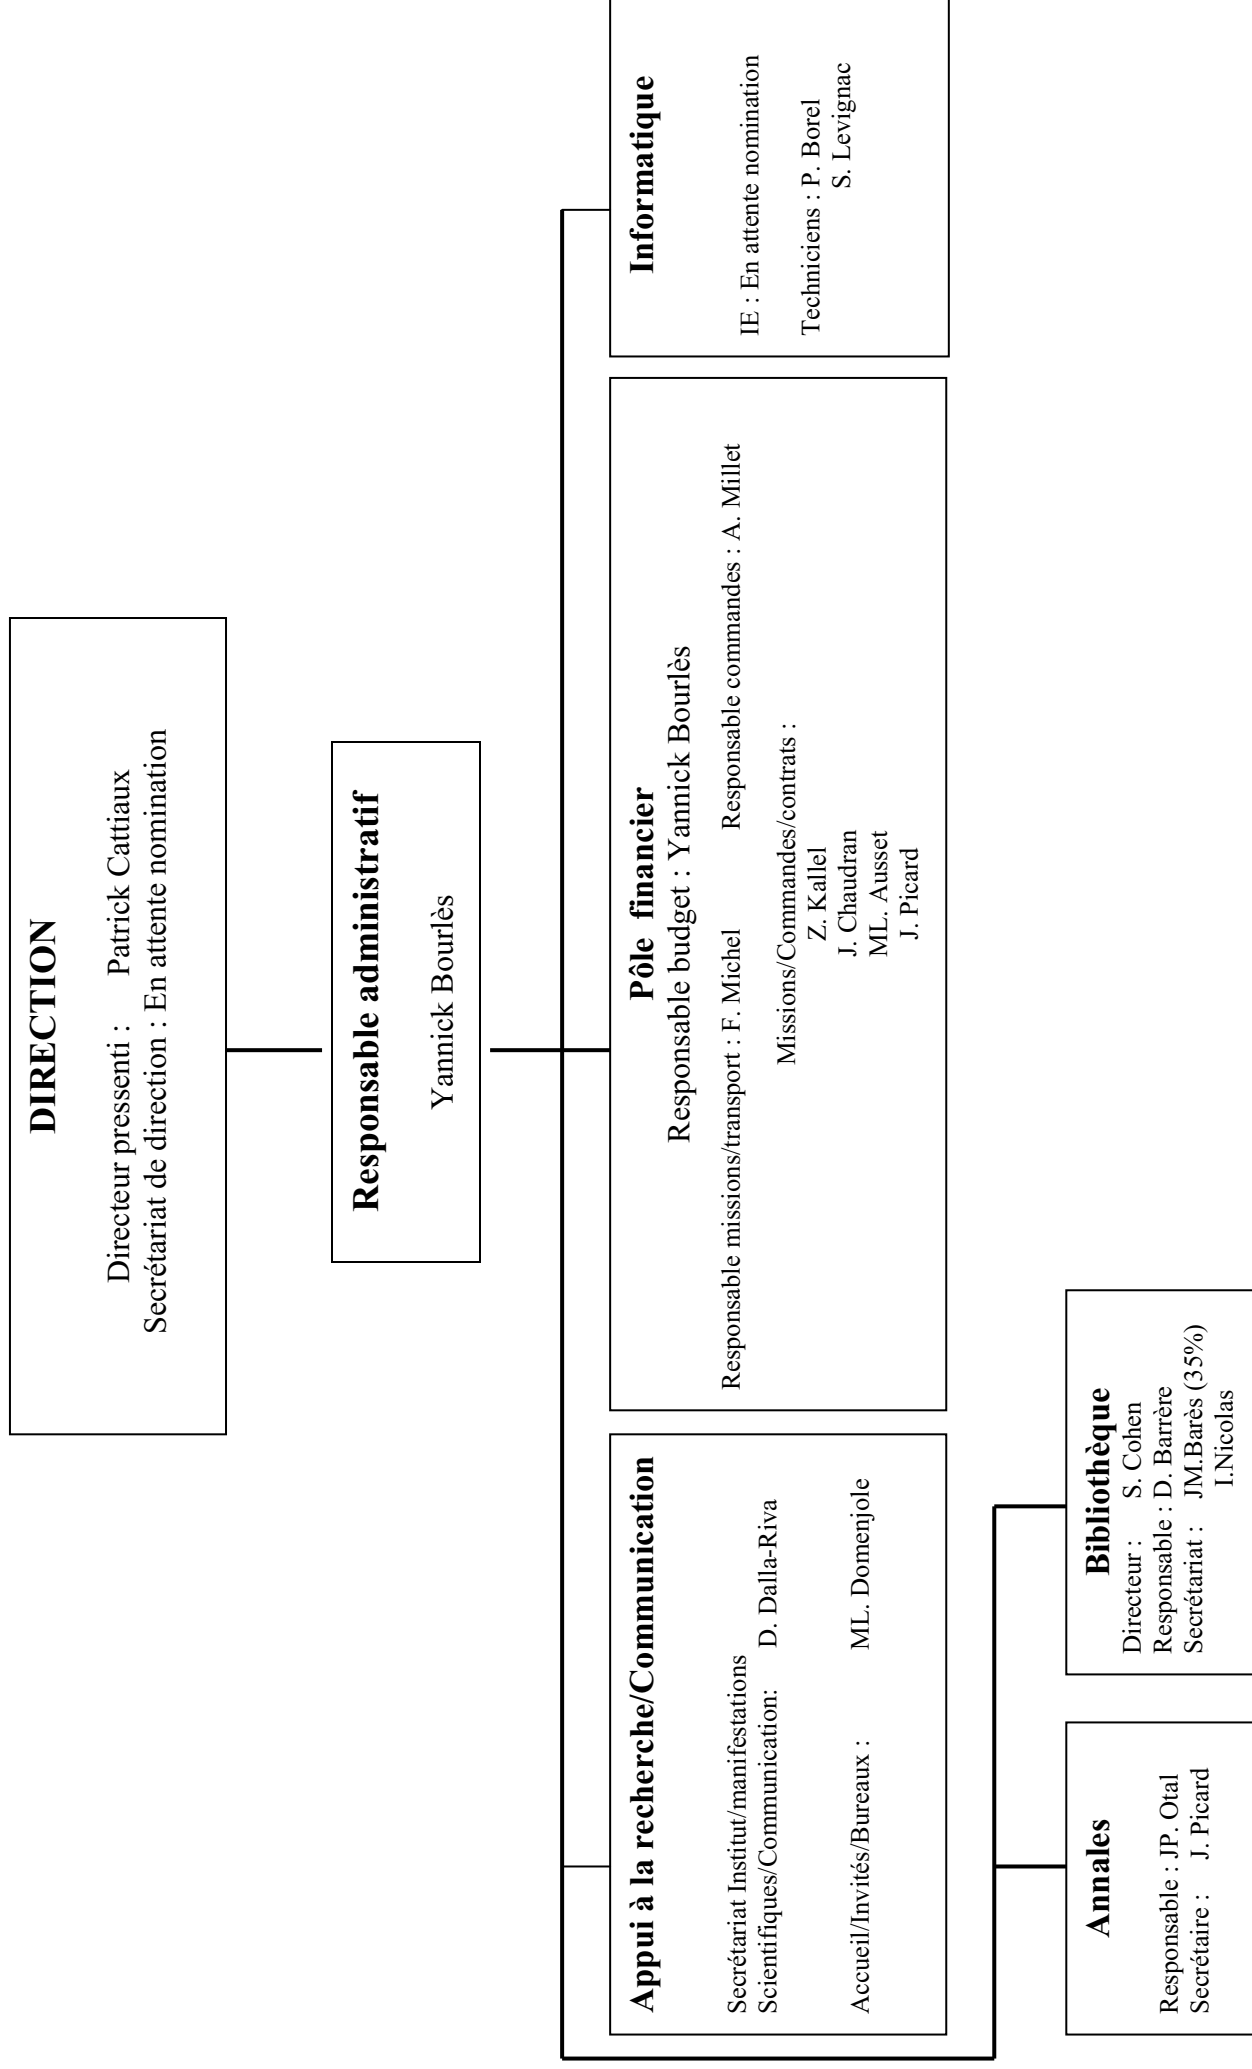 DIRECTION
Directeur pressenti : Patrick Cattiaux
Secrétariat de direction : En attente nomination
Responsable administratif
Yannick Bourlès
Appui à la recherche/Communication
Secrétariat Institut/manifestations
Scientifiques/Communication: D. Dalla-Riva
Accueil/Invités/Bureaux : ML. Domenjole
Pôle financier
Responsable budget : Yannick Bourlès
Responsable missions/transport : F. Michel Responsable commandes : A. Millet
Missions/Commandes/contrats :
Z. Kallel
J. Chaudran
ML. Ausset
J. Picard
Informatique
IE : En attente nomination
Techniciens : P. Borel
S. Levignac
Annales
Responsable : JP. Otal
Secrétaire : J. Picard
Bibliothèque
Directeur : S. Cohen
Responsable : D. Barrère
Secrétariat : JM.Barès (35%)
I.Nicolas